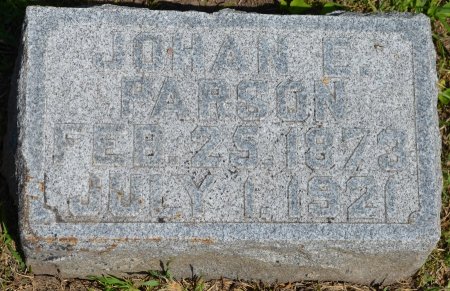 JOHAN E.
PARSON
FEB. 25. 1873
JULY 1. 1921